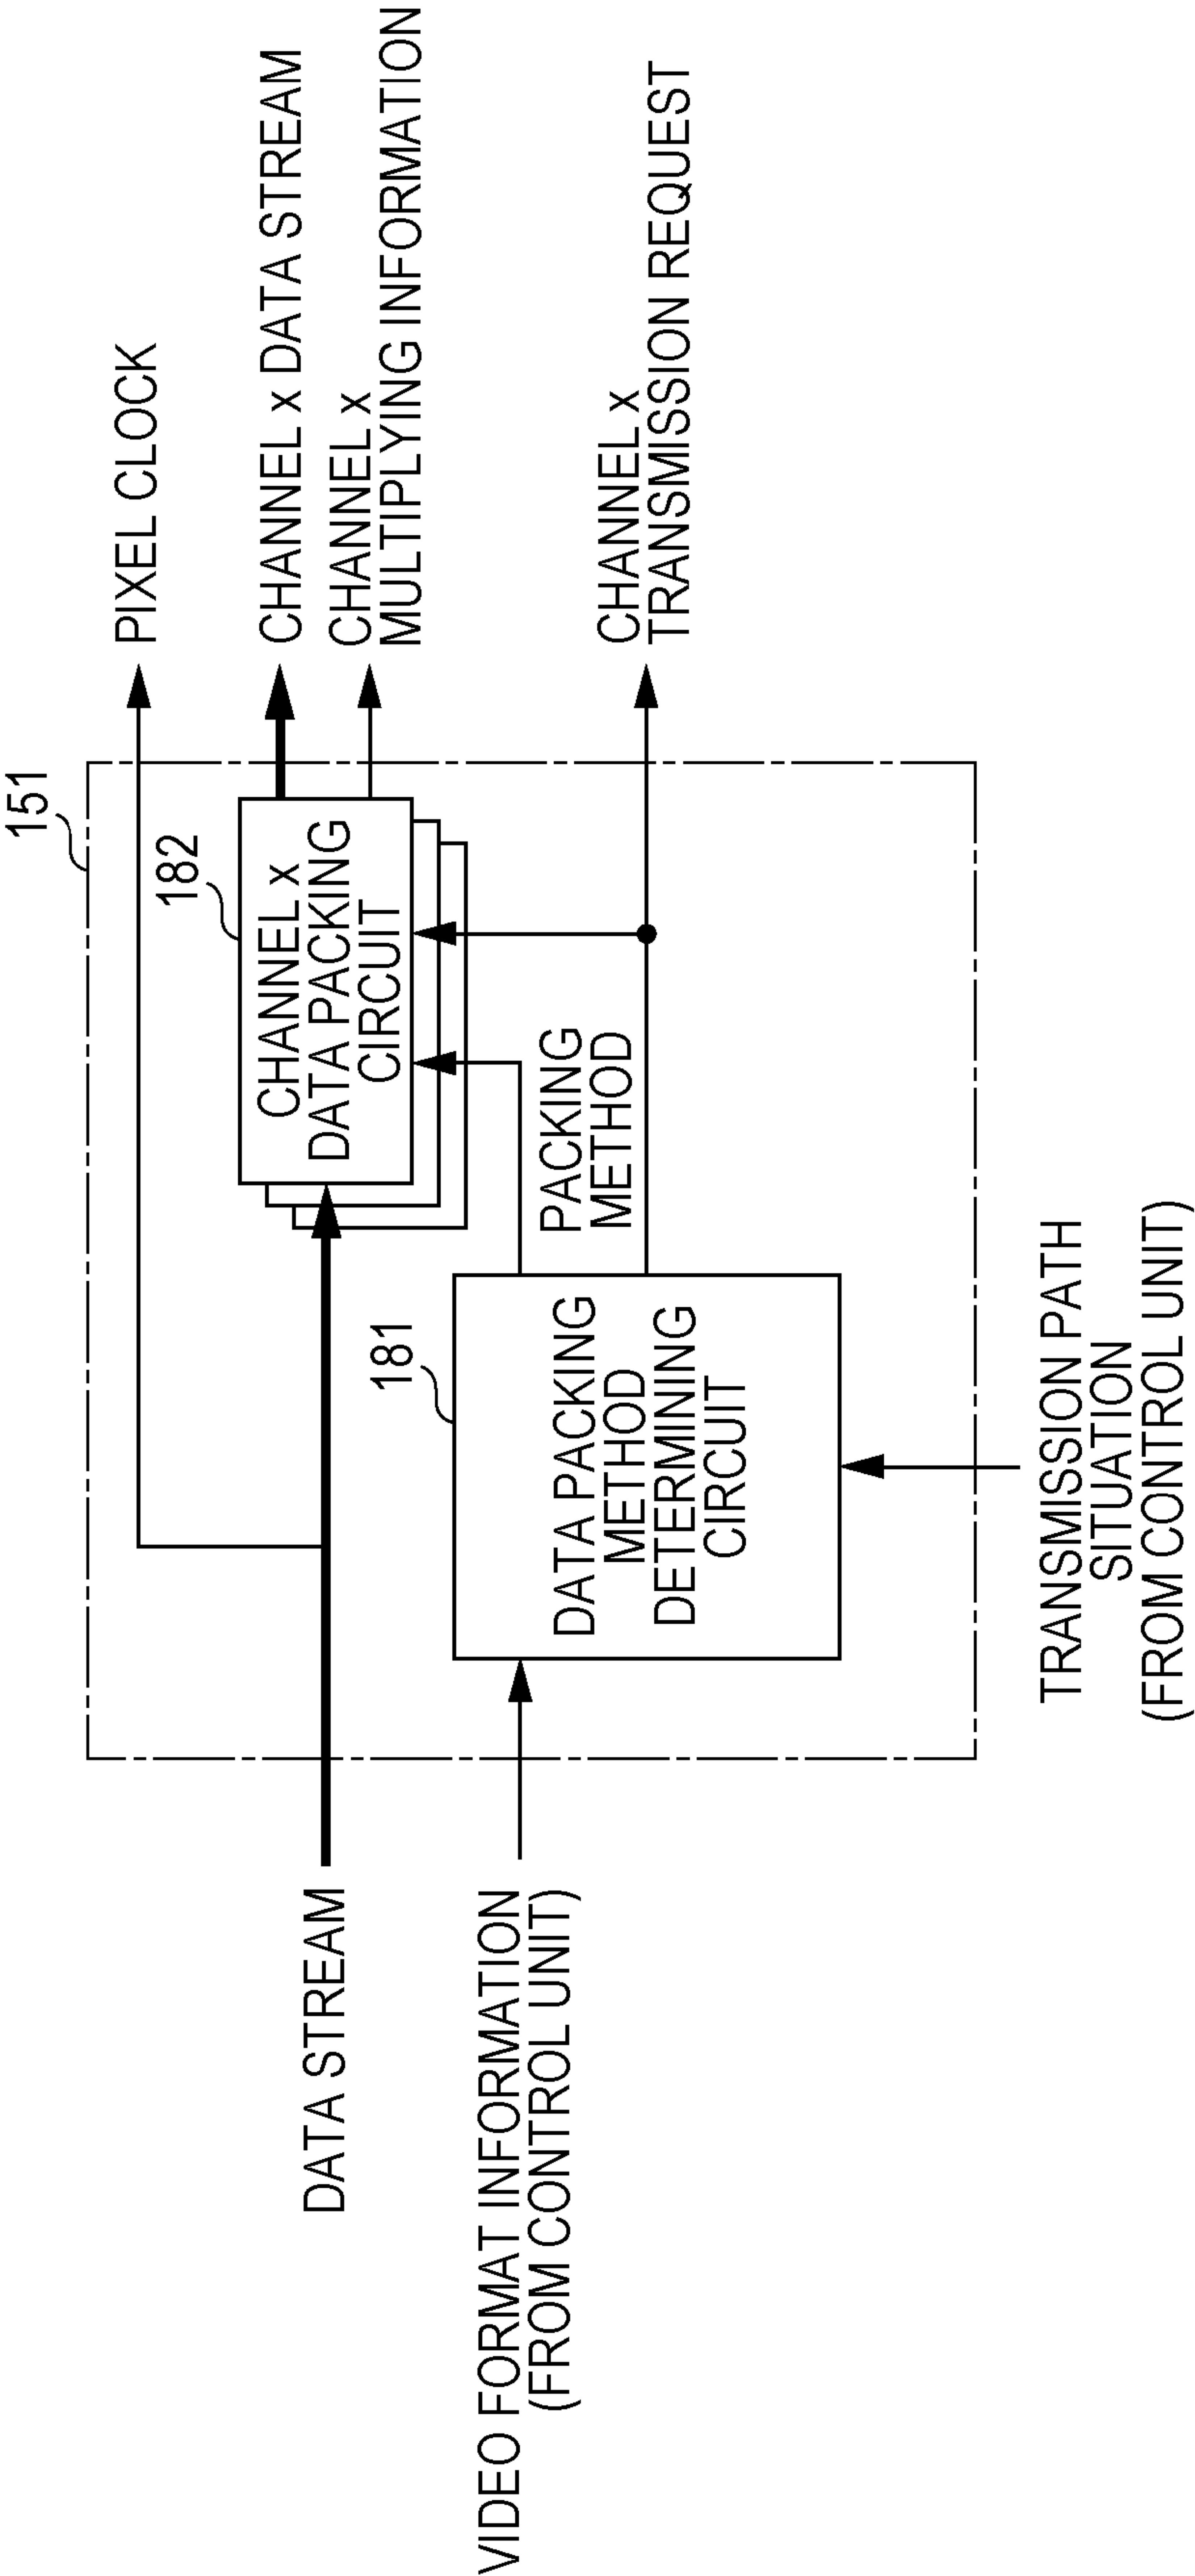 151
PIXEL CLOCK
182
CHANNEL x
DATA PACKING
CIRCUIT
CHANNEL x DATA STREAM
CHANNEL x
MULTIPLYING INFORMATION
DATA STREAM
181
DATA PACKING
METHOD
DETERMINING
CIRCUIT
PACKING
METHOD
CHANNEL x
TRANSMISSION REQUEST
VIDEO FORMAT INFORMATION
(FROM CONTROL UNIT)
TRANSMISSION PATH
SITUATION
(FROM CONTROL UNIT)